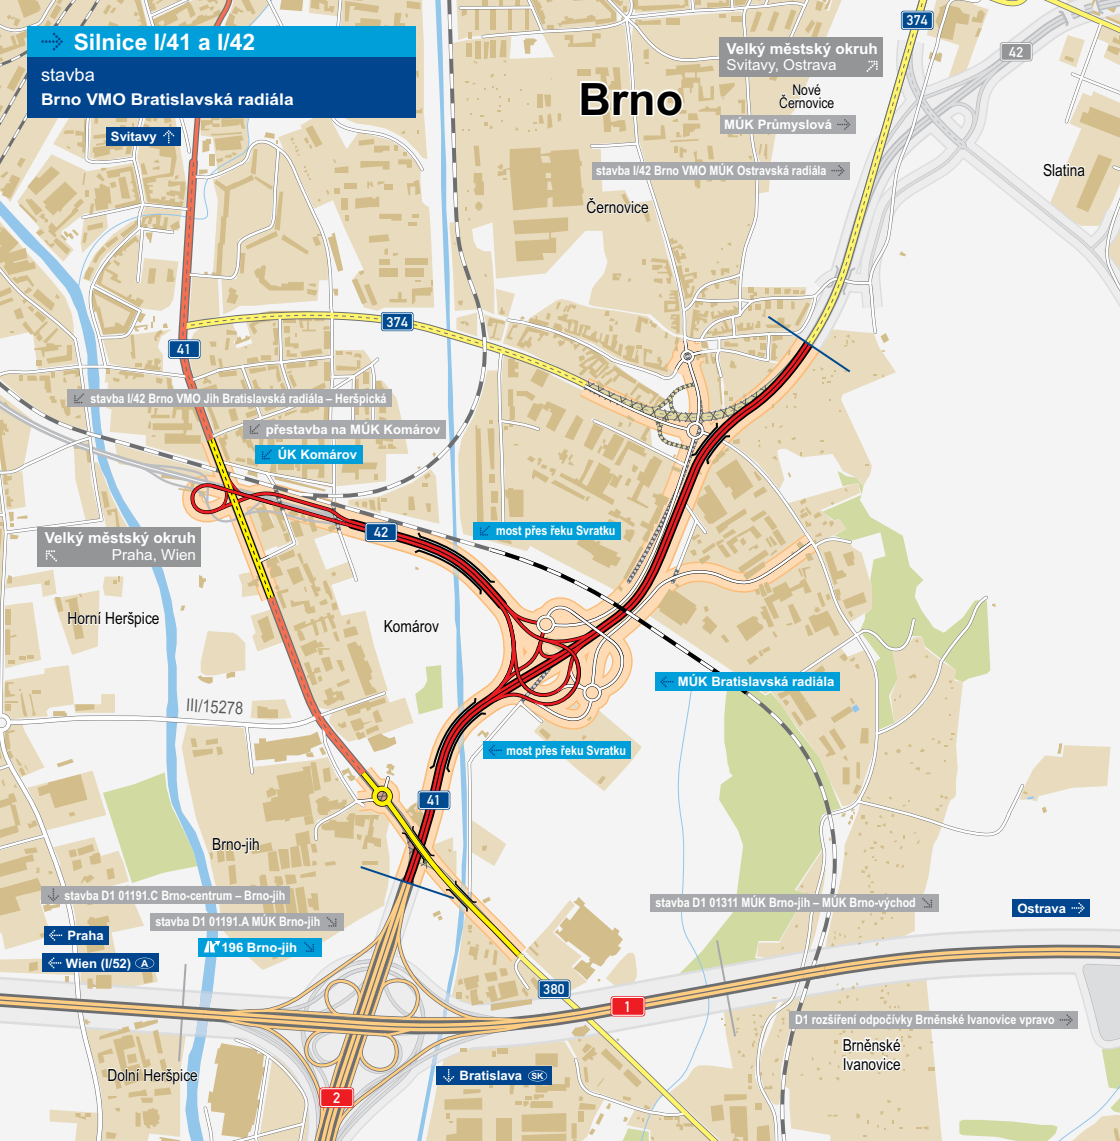 Silnice I/41 a I/42
stavba
Brno VMO Bratislavská radiála
Svitavy
374
Velký městský okruh
Svitavy, Ostrava
42
Brno
Nové
Černovice
MÚK Průmyslová
stavba I/42 Brno VMO MÚK Ostravská radiála
Slatina
Černovice
374
41
stavba I/42 Brno VMO Jih Bratislavská radiála – Heršpická
přestavba na MÚK Komárov
ÚK Komárov
42
most přes řeku Svratku
Velký městský okruh
Praha, Wien
Horní Heršpice
Komárov
MÚK Bratislavská radiála
III/15278
most přes řeku Svratku
41
Brno-jih
stavba D1 01191.C Brno-centrum – Brno-jih
stavba D1 01311 MÚK Brno-jih – MÚK Brno-východ
Ostrava
stavba D1 01191.A MÚK Brno-jih
Praha
196 Brno-jih
Wien (I/52) A
380
1
D1 rozšíření odpočívky Brněnské Ivanovice vpravo
Brněnské
Ivanovice
Dolní Heršpice
Bratislava SK
2